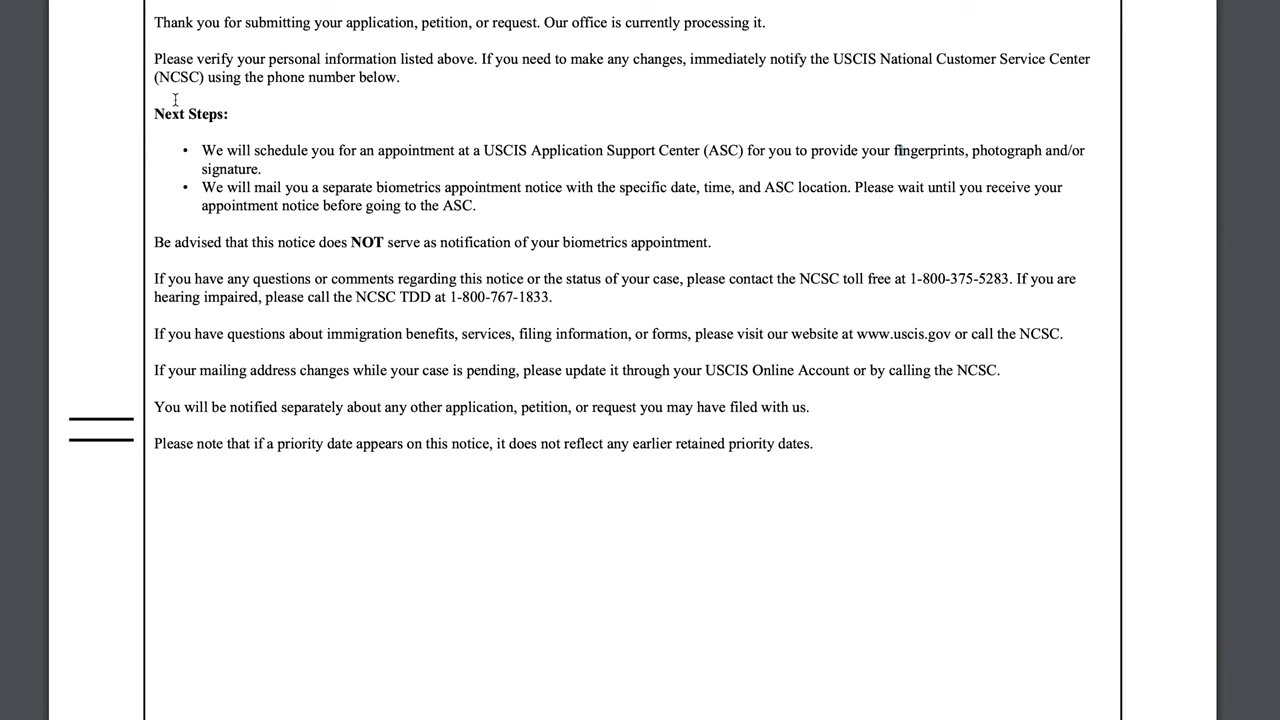 Thank you for submitting your application, petition, or request. Our office is currently processing it.
Please verify your personal information listed above. If you need to make any changes, immediately notify the USCIS National Customer Service Center
(NCSC) using the phone number below.
Next Steps:
• We will schedule you for an appointment at a USCIS Application Support Center (ASC) for you to provide your fingerprints, photograph and/or
signature.
• We will mail you a separate biometrics appointment notice with the specific date, time, and ASC location. Please wait until you receive your
appointment notice before going to the ASC.
Be advised that this notice does NOT serve as notification of your biometrics appointment.
If you have any questions or comments regarding this notice or the status of your case, please contact the NCSC toll free at 1-800-375-5283. If you are
hearing impaired, please call the NCSC TDD at 1-800-767-1833.
If you have questions about immigration benefits, services, filing information, or forms, please visit our website at www.uscis.gov or call the NCSC.
If your mailing address changes while your case is pending, please update it through your USCIS Online Account or by calling the NCSC.
You will be notified separately about any other application, petition, or request you may have filed with us.
Please note that if a priority date appears on this notice, it does not reflect any earlier retained priority dates.